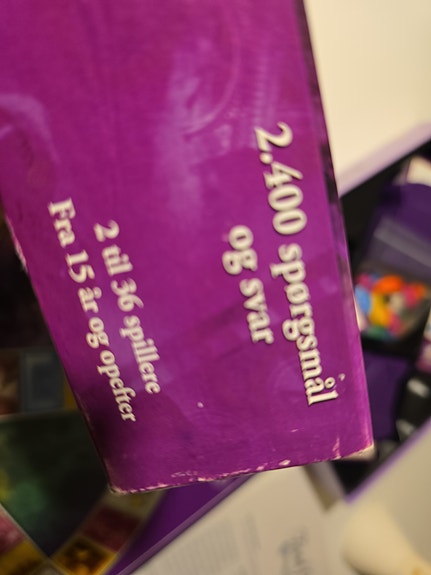 2.400 spørgsmål
og svar
2 til 36 spillere
Fra 15 år og opefter